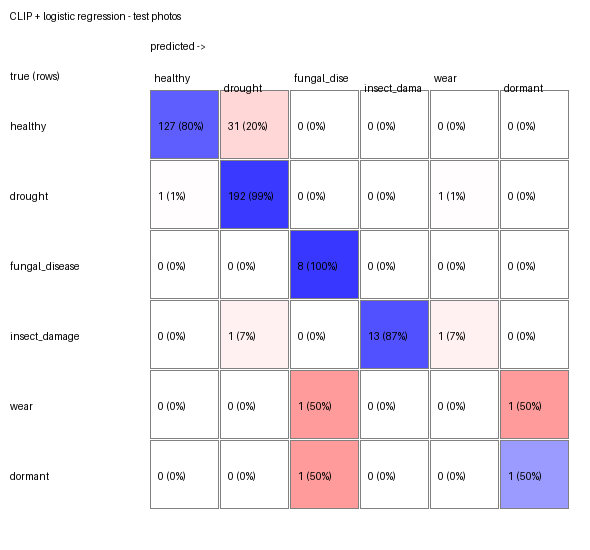 CLIP + logistic regression - test photos
predicted ->
true (rows)
healthy drought fungal_dise insect_dama wear dormant
healthy 127 (80%) 31 (20%) 0 (0%) 0 (0%) 0 (0%) 0 (0%)
drought 1 (1%) 192 (99%) 0 (0%) 0 (0%) 1 (1%) 0 (0%)
fungal_disease 0 (0%) 0 (0%) 8 (100%) 0 (0%) 0 (0%) 0 (0%)
insect_damage 0 (0%) 1 (7%) 0 (0%) 13 (87%) 1 (7%) 0 (0%)
wear 0 (0%) 0 (0%) 1 (50%) 0 (0%) 0 (0%) 1 (50%)
dormant 0 (0%) 0 (0%) 1 (50%) 0 (0%) 0 (0%) 1 (50%)